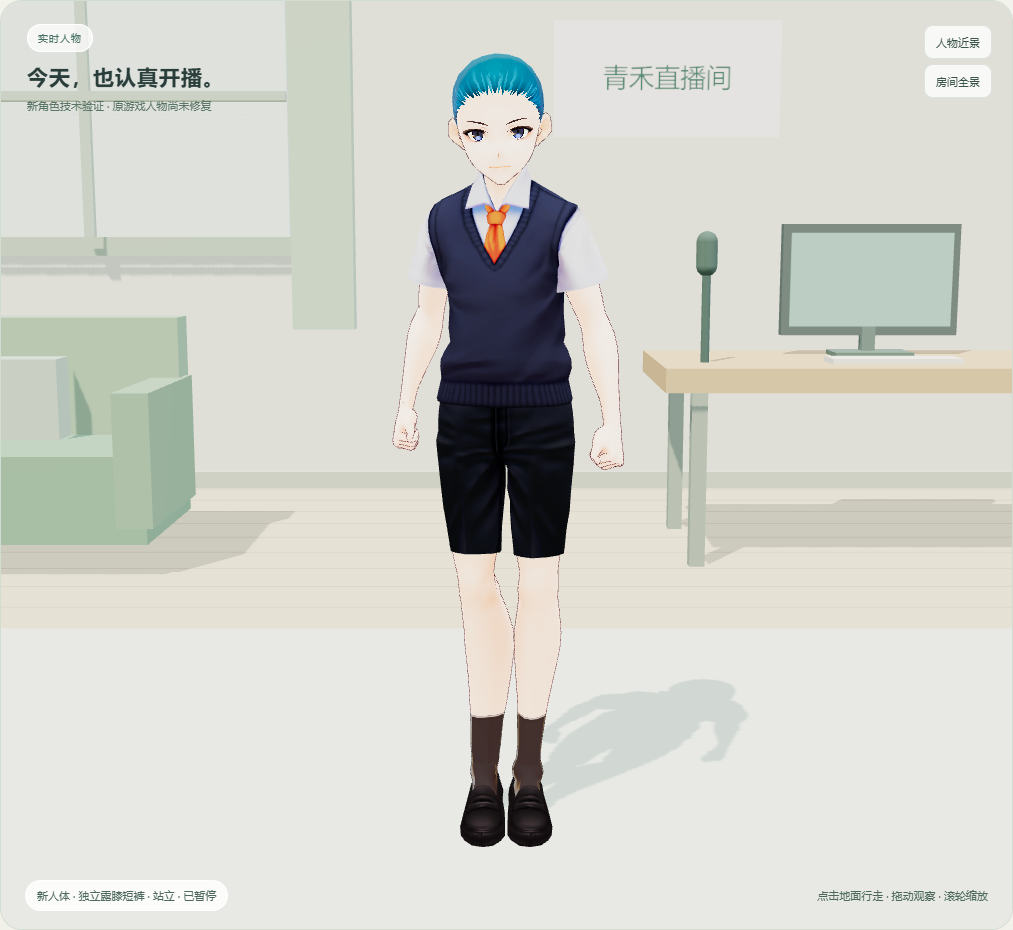 实时人物
今天，也认真开播。
新角色技术验证 · 原游戏人物尚未修复
青禾直播间
人物近景
房间全景
新人体 · 独立露膝短裤 · 站立 · 已暂停
点击地面行走 · 拖动观察 · 滚轮缩放